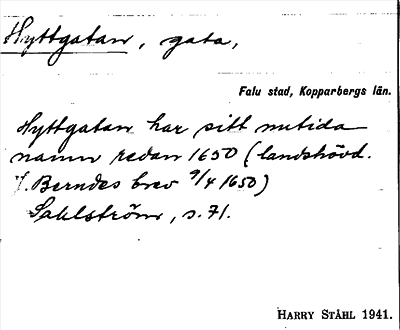 Hyttgatan, gata,
Falu stad, Kopparbergs län.
Hyttgatan har sitt nutida
namn redan 1650 (landshövd.
J. Berndes brev 9/4 1650)
Sahlström, s. 71.
HARRY STÅHL 1941.